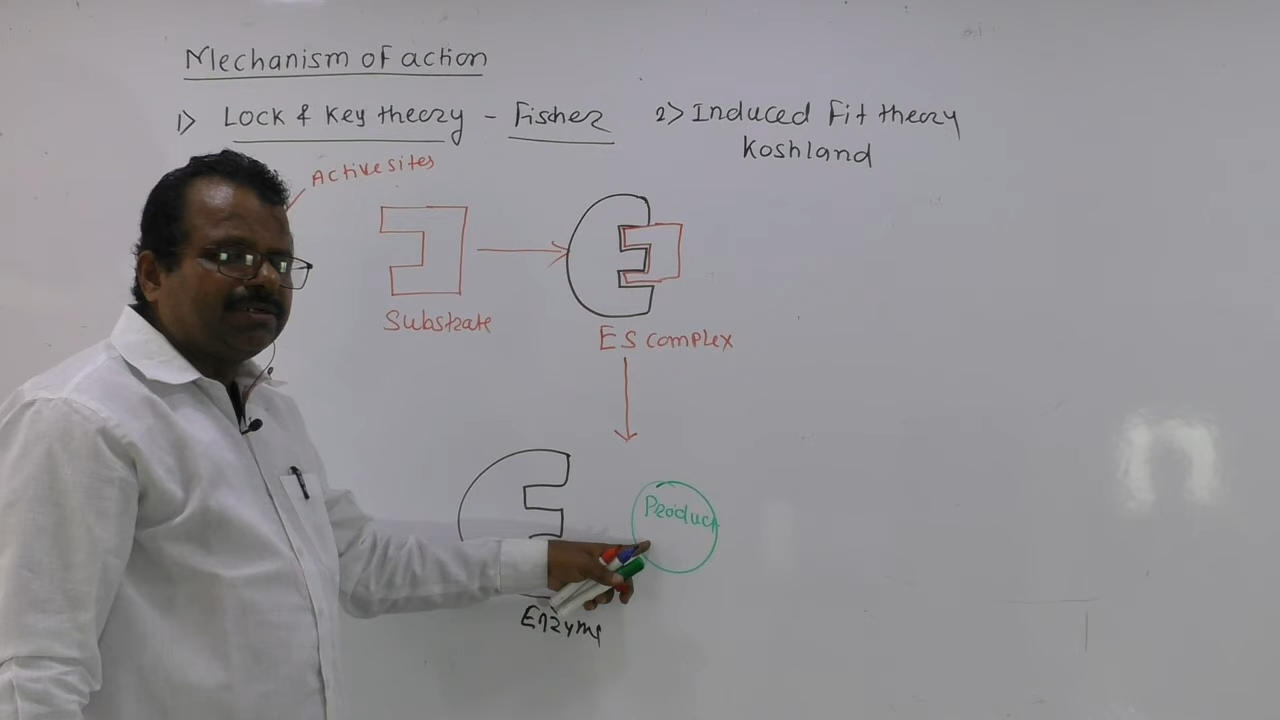 Mechanism of action
1) Lock & Key theory - Fisher
2) Induced Fit theory
Koshland
Active sites
Substrate
ES complex
Product
Enzyme